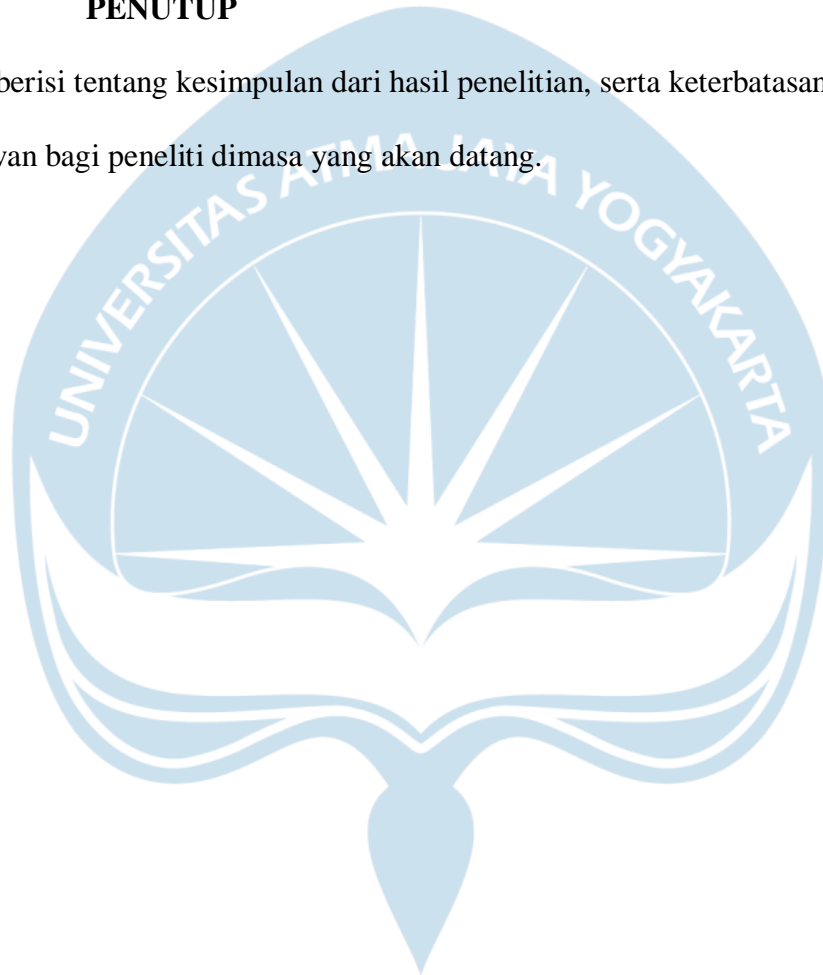 PENUTUP
berisi tentang kesimpulan dari hasil penelitian, serta keterbatasan
bagi peneliti dimasa yang akan datang.
UNIVERSITAS ATMA JAYA YOGYAKARTA